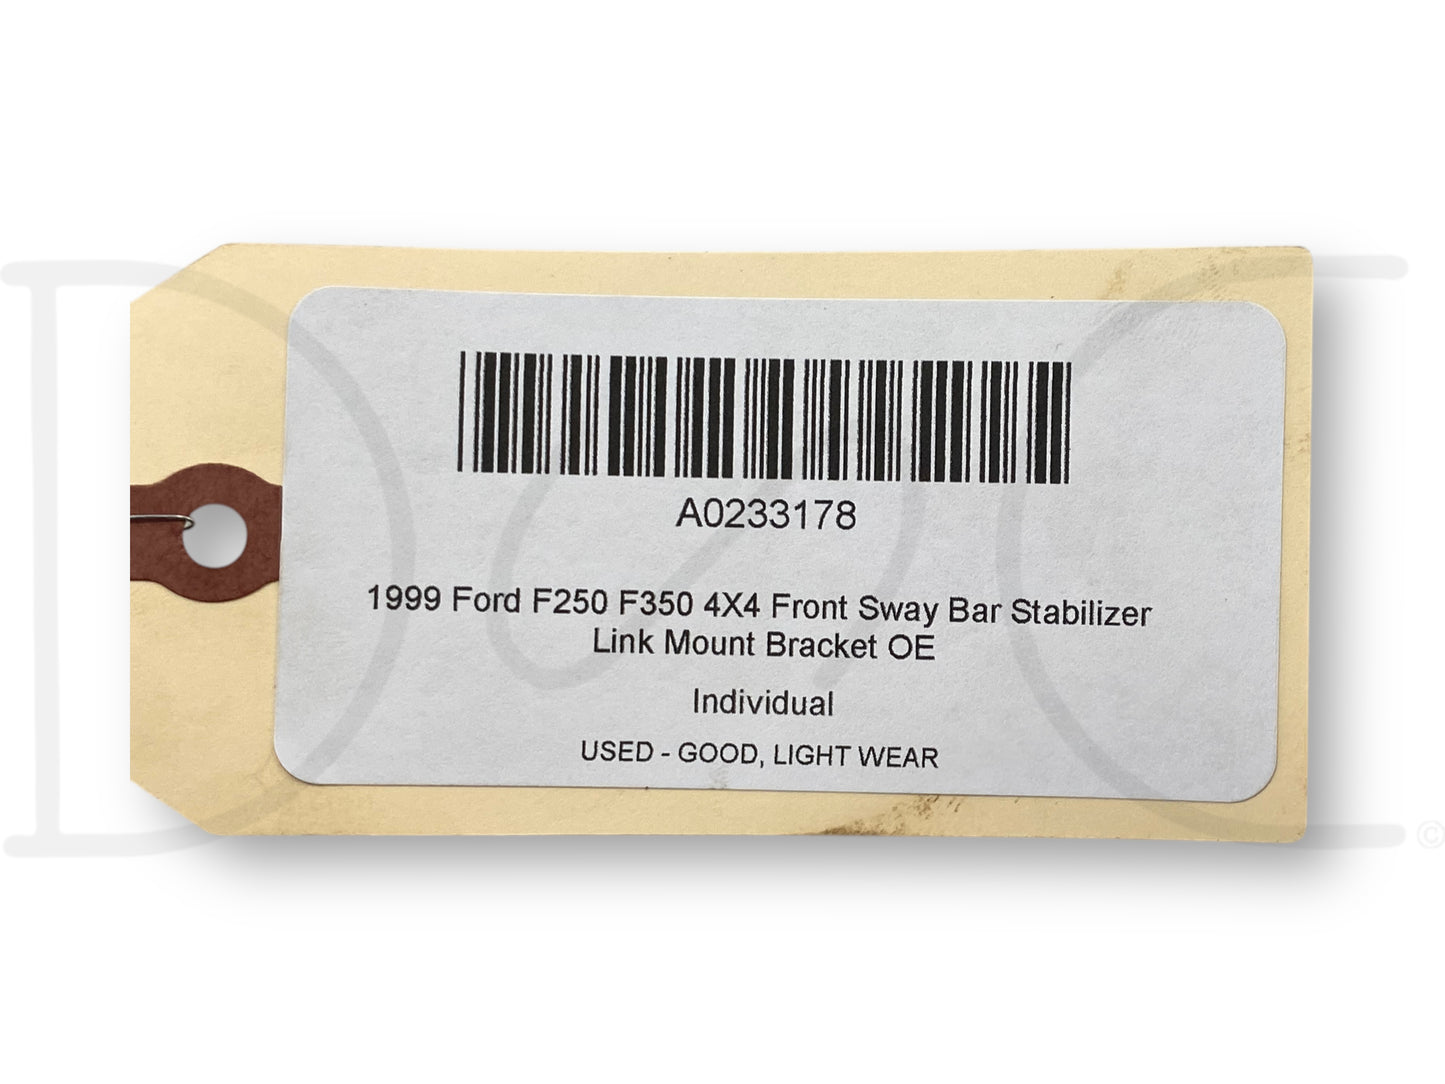 A0233178
1999 Ford F250 F350 4X4 Front Sway Bar Stabilizer
Link Mount Bracket OE
Individual
USED - GOOD, LIGHT WEAR
©